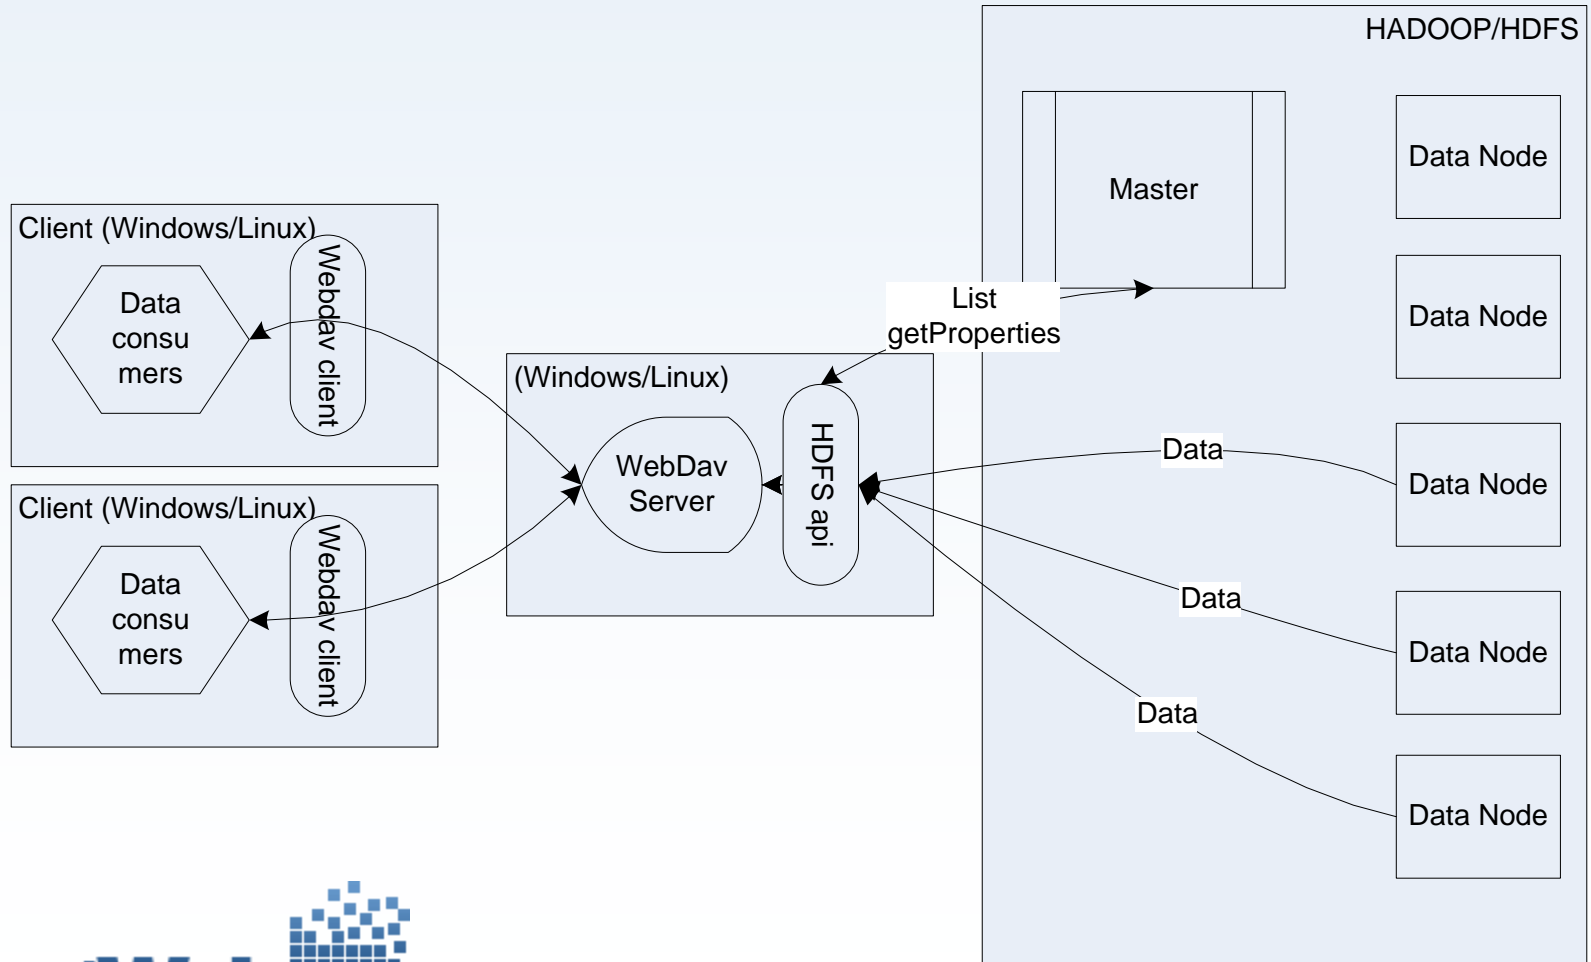 HADOOP/HDFS
Master
Data Node
Data Node
Data Node
Data Node
Data Node
Client (Windows/Linux)
Data
consu
mers
Webdav client
Client (Windows/Linux)
Data
consu
mers
Webdav client
(Windows/Linux)
WebDav
Server
HDFS api
List
getProperties
Data
Data
Data